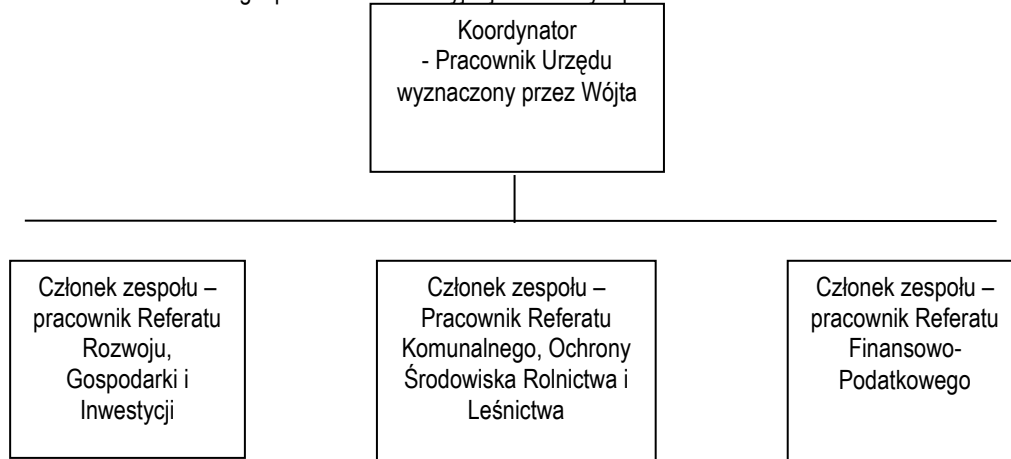 Koordynator
- Pracownik Urzędu
wyznaczony przez Wójta
Członek zespołu –
pracownik Referatu
Rozwoju,
Gospodarki i
Inwestycji
Członek zespołu –
Pracownik Referatu
Komunalnego, Ochrony
Środowiska Rolnictwa i
Leśnictwa
Członek zespołu –
pracownik Referatu
Finansowo-
Podatkowego